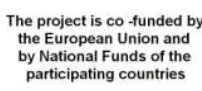 The project is co -funded by
the European Union and
by National Funds of the
participating countries